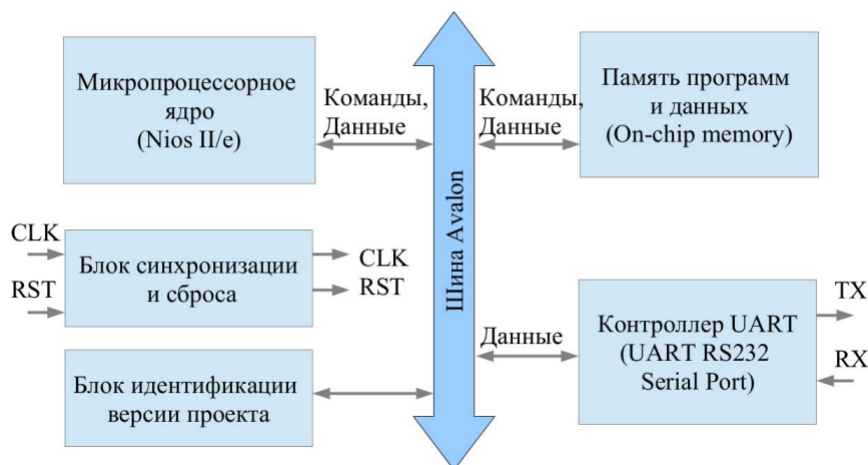 Микропроцессорное
ядро
(Nios II/e)
Команды,
Данные
Шина Avalon
Команды,
Данные
Память программ
и данных
(On-chip memory)
CLK
RST
Блок синхронизации
и сброса
CLK
RST
Блок идентификации
версии проекта
Данные
Контроллер UART
(UART RS232
Serial Port)
TX
RX